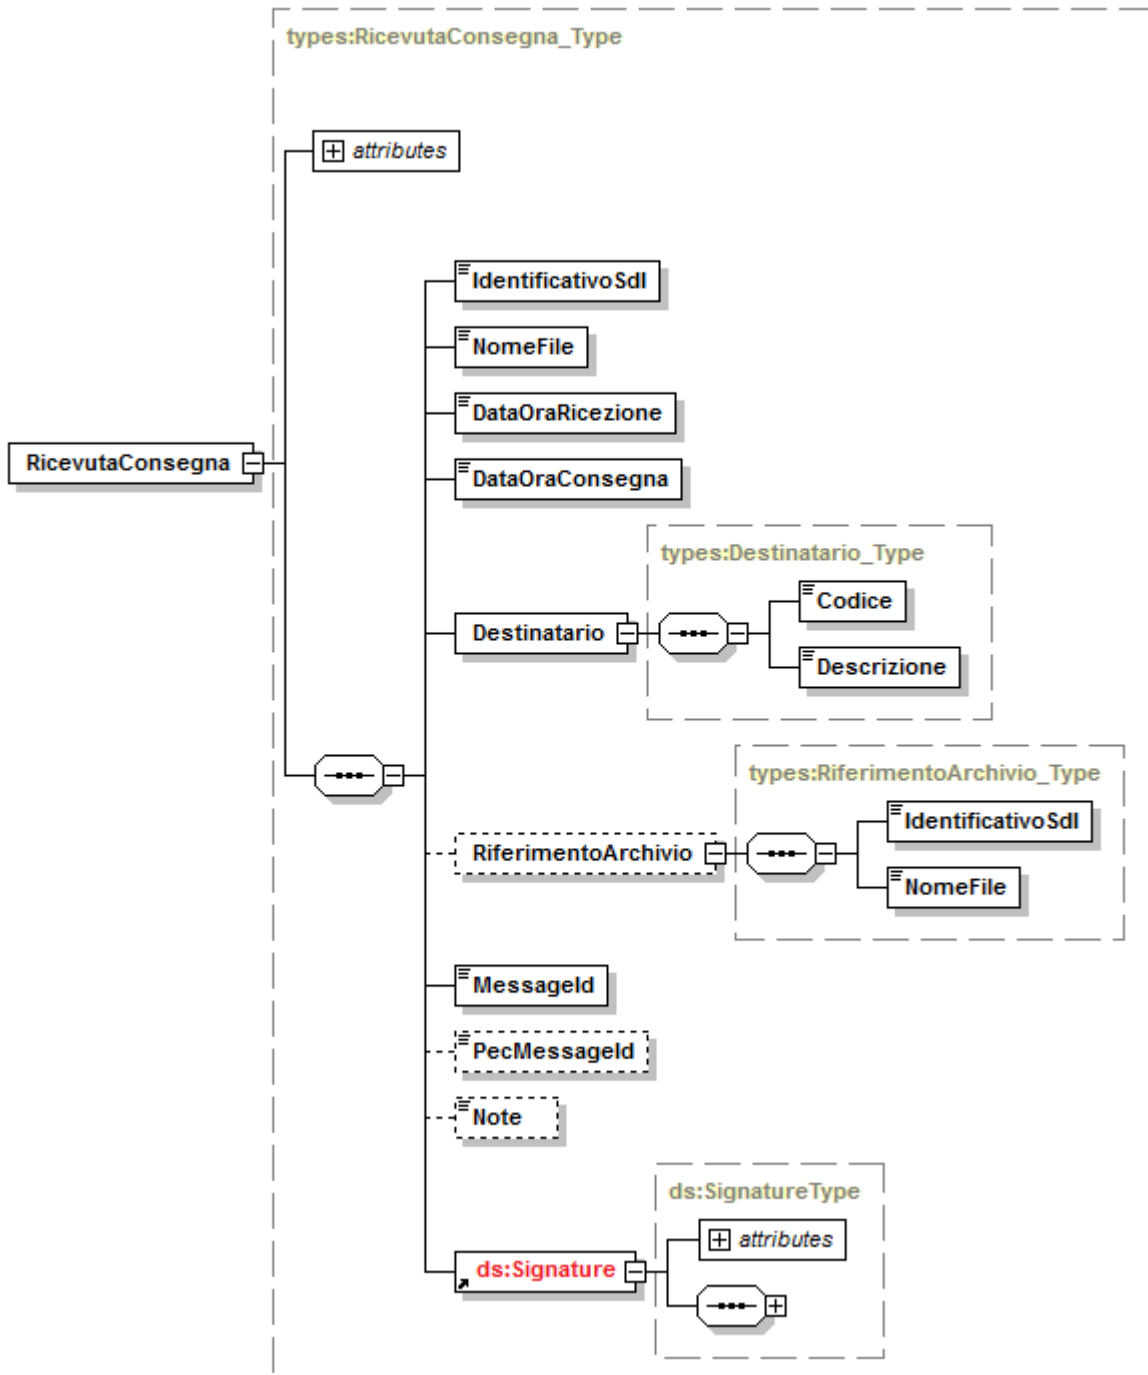 types:RicevutaConsegna_Type
attributes
IdentificativoSdI
NomeFile
DataOraRicezione
RicevutaConsegna
DataOraConsegna
types:Destinatario_Type
Codice
Destinatario
Descrizione
types:RiferimentoArchivio_Type
IdentificativoSdI
RiferimentoArchivio
NomeFile
MessageId
PecMessageId
Note
ds:SignatureType
attributes
ds:Signature